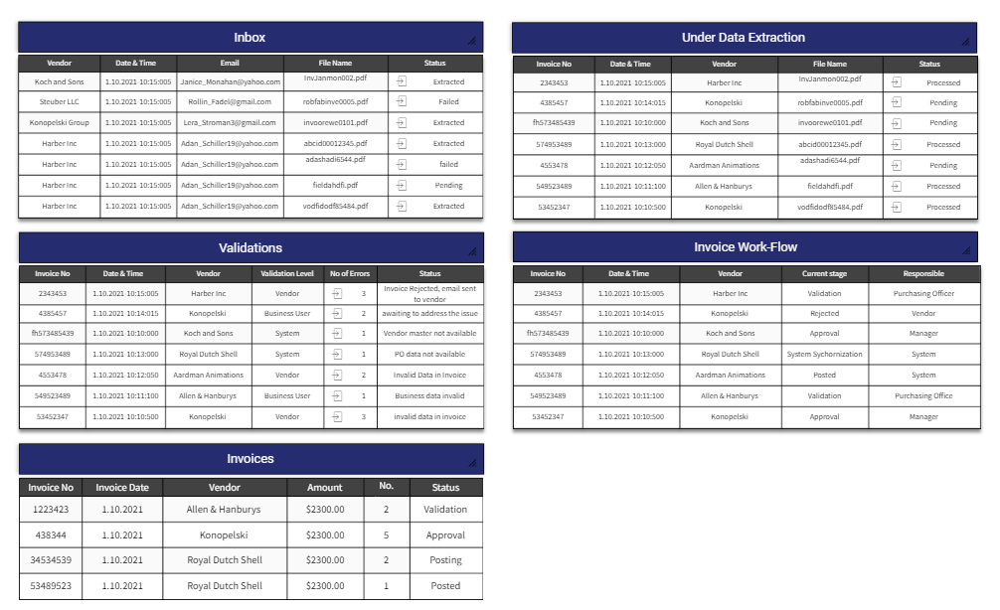 Inbox
Vendor Date & Time Email File Name Status
Koch and Sons 1.10.2021-10:15:005 Janice_Monahan@yahoo.com InvJanmon002.pdf Extracted
Steuber LLC 1.10.2021-10:15:005 Rollin_Fadel@gmail.com robfabinve0005.pdf Failed
Konopelski Group 1.10.2021-10:15:005 Lera_Stroman3@gmail.com invoorewe0101.pdf Extracted
Harber Inc 1.10.2021-10:15:005 Adan_Schiller19@yahoo.com abcid00012345.pdf Extracted
Harber Inc 1.10.2021-10:15:005 Adan_Schiller19@yahoo.com adashadi6544.pdf failed
Harber Inc 1.10.2021-10:15:005 Adan_Schiller19@yahoo.com fieldahdfi.pdf Pending
Harber Inc 1.10.2021-10:15:005 Adan_Schiller19@yahoo.com vodfidodf85484.pdf Extracted
Under Data Extraction
Invoice No Date & Time Vendor File Name Status
2343453 1.10.2021-10:15:005 Harber Inc InvJanmon002.pdf Processed
4385457 1.10.2021-10:14:015 Konopelski robfabinve0005.pdf Pending
fh573485439 1.10.2021-10:10:000 Koch and Sons invoorewe0101.pdf Pending
574953489 1.10.2021-10:13:000 Royal Dutch Shell abcid00012345.pdf Processed
4553478 1.10.2021-10:12:050 Aardman Animations adashadi6544.pdf Pending
549523489 1.10.2021-10:11:100 Allen & Hanburys fieldahdfi.pdf Processed
53452347 1.10.2021-10:10:500 Konopelski vodfidodf85484.pdf Processed
Validations
Invoice No Date & Time Vendor Validation Level No of Errors Status
2343453 1.10.2021-10:15:005 Harber Inc Vendor 3 Invoice Rejected, email sent
to vendor
4385457 1.10.2021-10:14:015 Konopelski Business User 2 awaiting to address the issue
fh573485439 1.10.2021-10:10:000 Koch and Sons System 1 Vendor master not available
574953489 1.10.2021-10:13:000 Royal Dutch Shell System 1 PO data not available
4553478 1.10.2021-10:12:050 Aardman Animations Vendor 2 Invalid Data in Invoice
549523489 1.10.2021-10:11:100 Allen & Hanburys Business User 1 Business data invalid
53452347 1.10.2021-10:10:500 Konopelski Vendor 3 invalid data in invoice
Invoice Work-Flow
Invoice No Date & Time Vendor Current stage Responsible
2343453 1.10.2021-10:15:005 Harber Inc Validation Purchasing Officer
4385457 1.10.2021-10:14:015 Konopelski Rejected Vendor
fh573485439 1.10.2021-10:10:000 Koch and Sons Approval Manager
574953489 1.10.2021-10:13:000 Royal Dutch Shell System Sychornization System
4553478 1.10.2021-10:12:050 Aardman Animations Posted System
549523489 1.10.2021-10:11:100 Allen & Hanburys Validation Purchasing Office
53452347 1.10.2021-10:10:500 Konopelski Approval Manager
Invoices
Invoice No Invoice Date Vendor Amount No. Status
1223423 1.10.2021 Allen & Hanburys $2300.00 2 Validation
438344 1.10.2021 Konopelski $2300.00 5 Approval
34534539 1.10.2021 Royal Dutch Shell $2300.00 2 Posting
53489523 1.10.2021 Royal Dutch Shell $2300.00 1 Posted